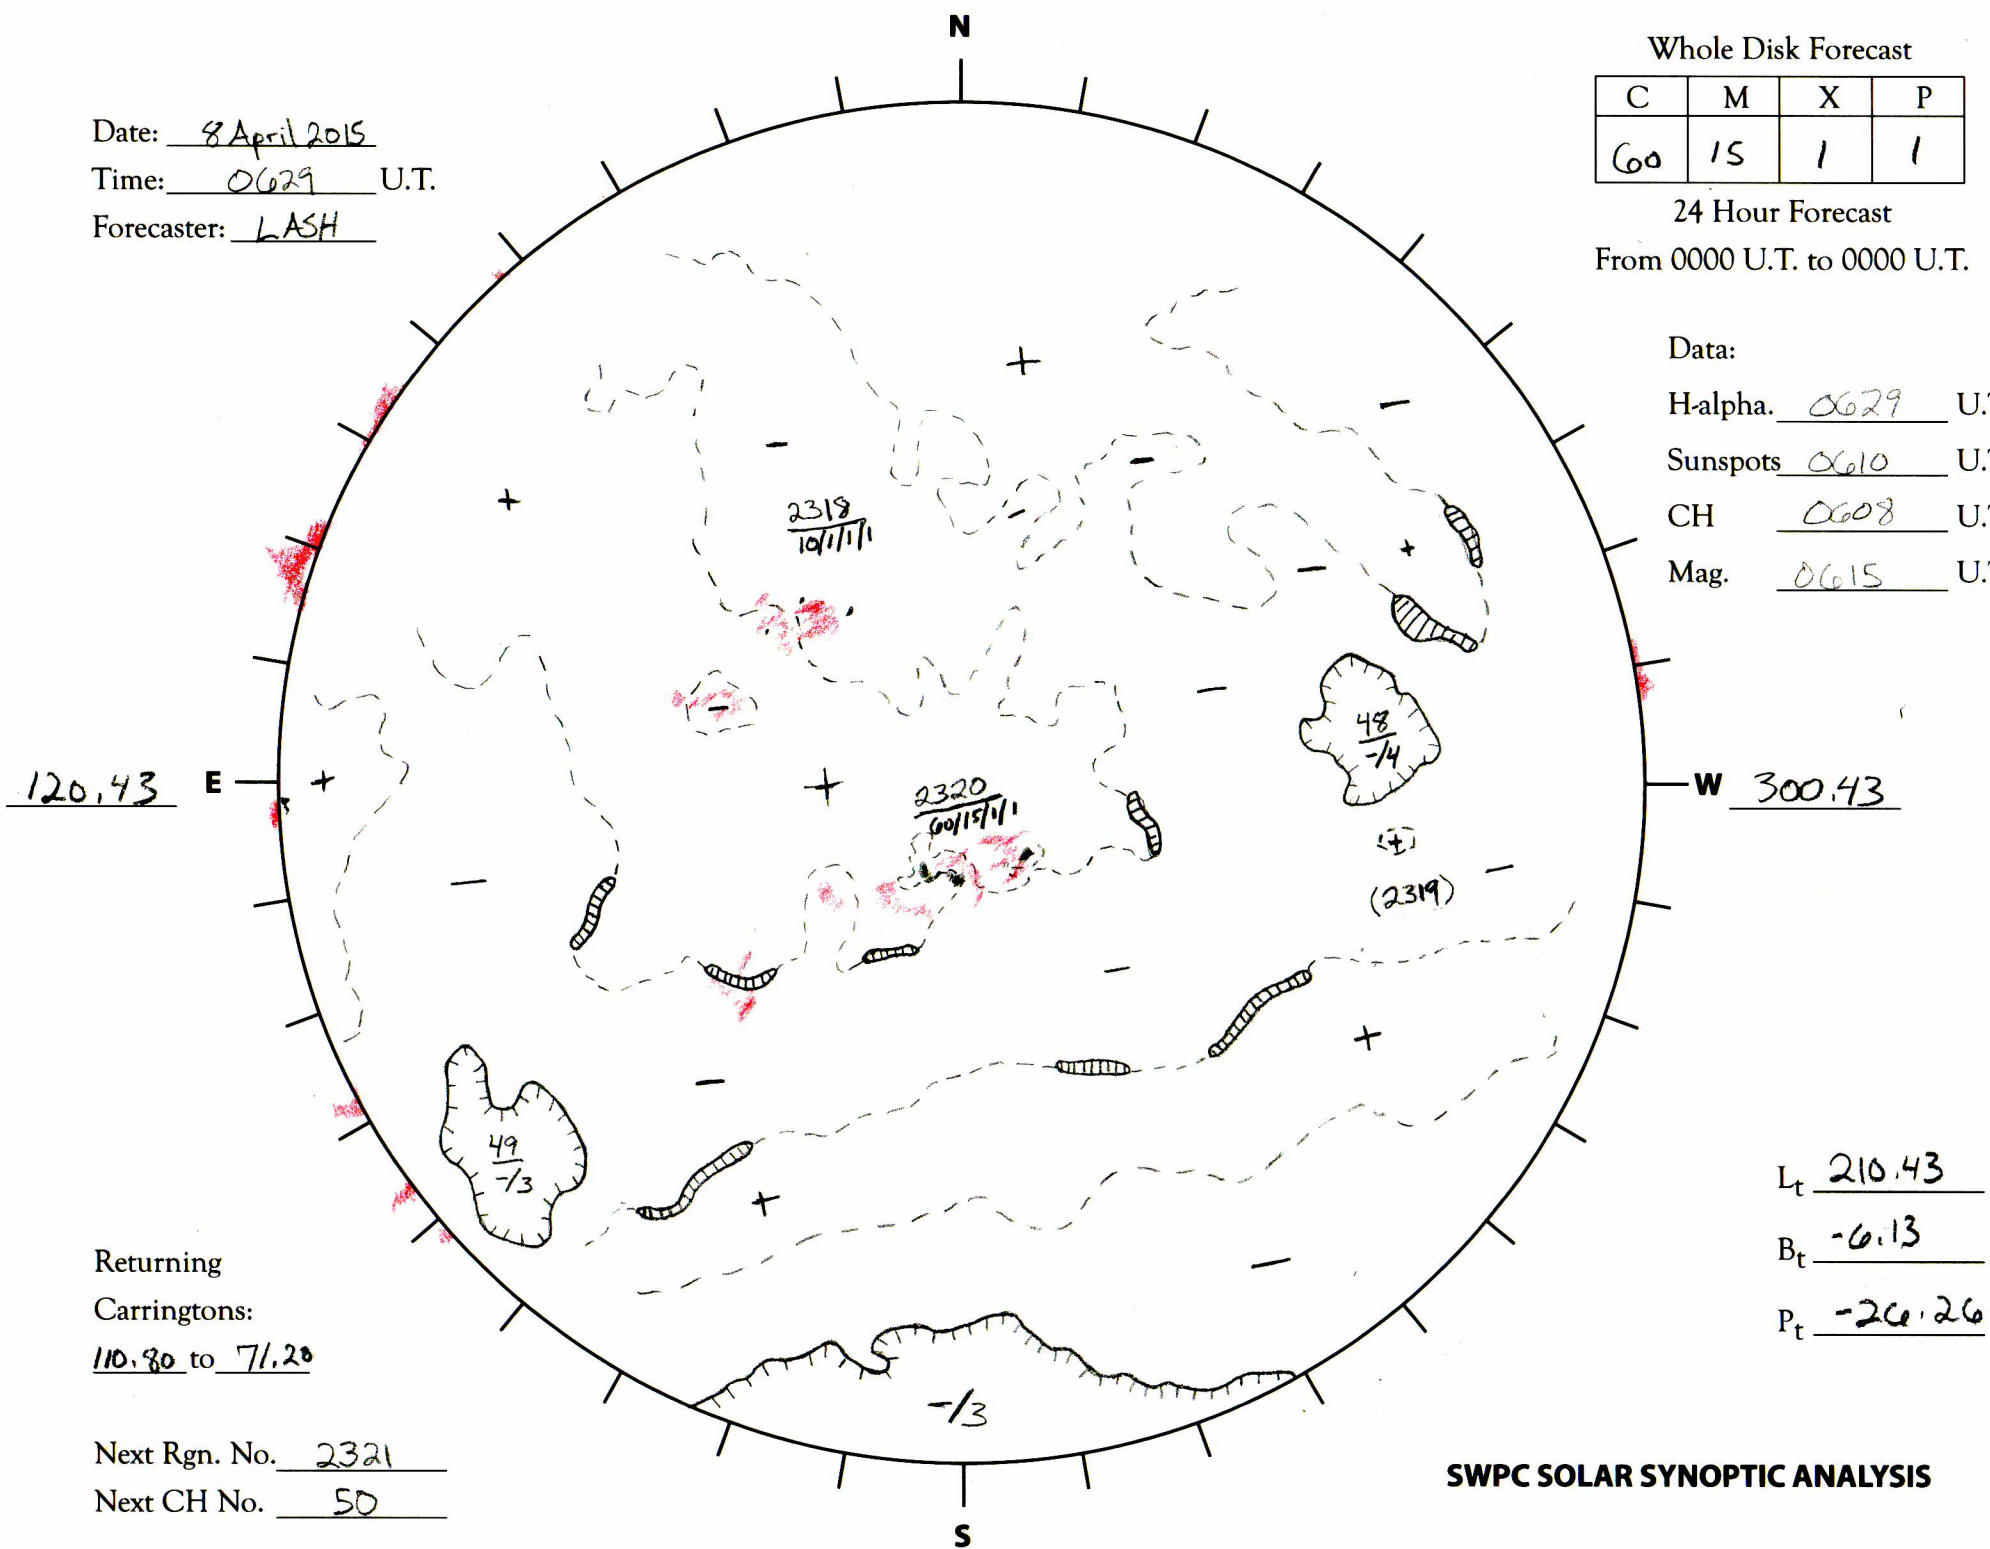 N
Date: 8 April 2015
Time: 0629 U.T.
Forecaster: LASH
Whole Disk Forecast
C M X P
60 15 1 1
24 Hour Forecast
From 0000 U.T. to 0000 U.T.
Data:
H-alpha. 0629 U.T
Sunspots 0610 U.T
CH 0608 U.T
Mag. 0615 U.T
+
-
-
-
+
-
2318
10/1/1/1
+
-
-
-
48
-/4
120.43 E
+
+
W 300.43
2320
60/15/1/1
+
(2319)
-
-
-
+
-
49
-/3
+
-
Lt 210.43
Bt -6.13
Pt -26.26
Returning
Carringtons:
110.80 to 71.20
-/3
Next Rgn. No. 2321
Next CH No. 50
SWPC SOLAR SYNOPTIC ANALYSIS
S